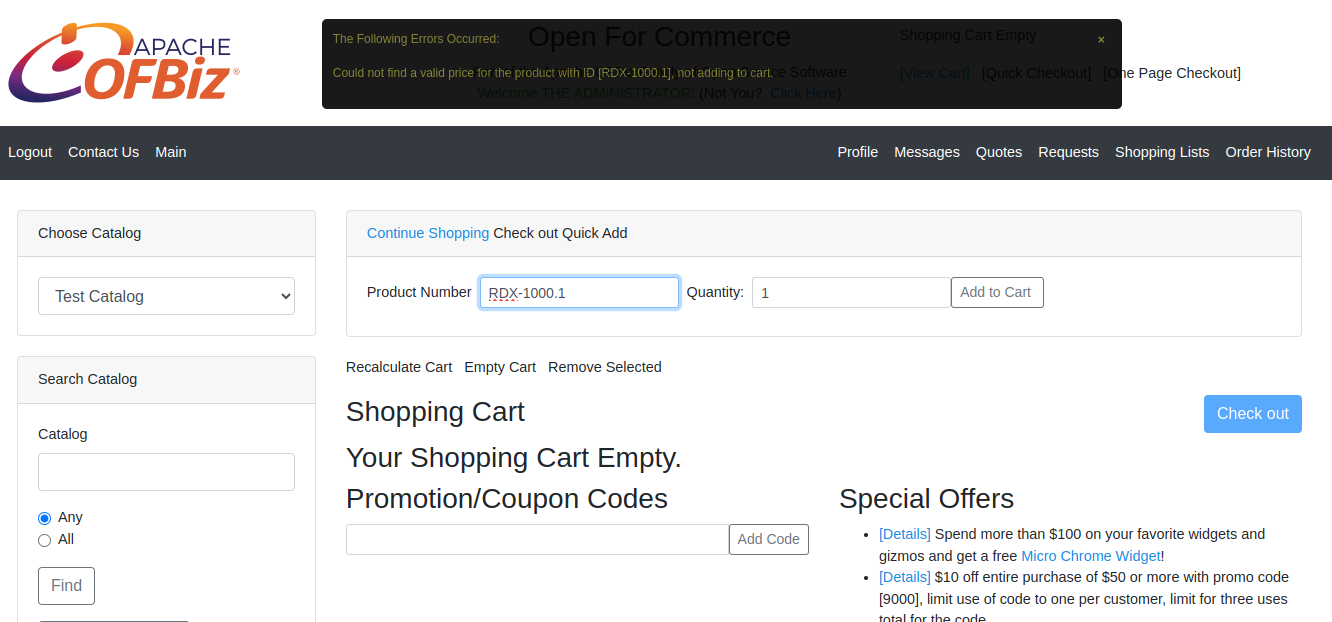 APACHE
OFBiz®
The Following Errors Occurred:
×
Could not find a valid price for the product with ID [RDX-1000.1], not adding to cart.
Open For Commerce
Software
Welcome THE ADMINISTRATOR! (Not You? Click Here)
Shopping Cart Empty
[View Cart] [Quick Checkout] [One Page Checkout]
Logout Contact Us Main
Profile Messages Quotes Requests Shopping Lists Order History
Choose Catalog
Test Catalog
Search Catalog
Catalog
Any
All
Find
Continue Shopping Check out Quick Add
Product Number RDX-1000.1 Quantity: 1 Add to Cart
Recalculate Cart Empty Cart Remove Selected
Shopping Cart
Check out
Your Shopping Cart Empty.
Promotion/Coupon Codes
Add Code
Special Offers
[Details] Spend more than $100 on your favorite widgets and
gizmos and get a free Micro Chrome Widget!
[Details] $10 off entire purchase of $50 or more with promo code
[9000], limit use of code to one per customer, limit for three uses
total for the code